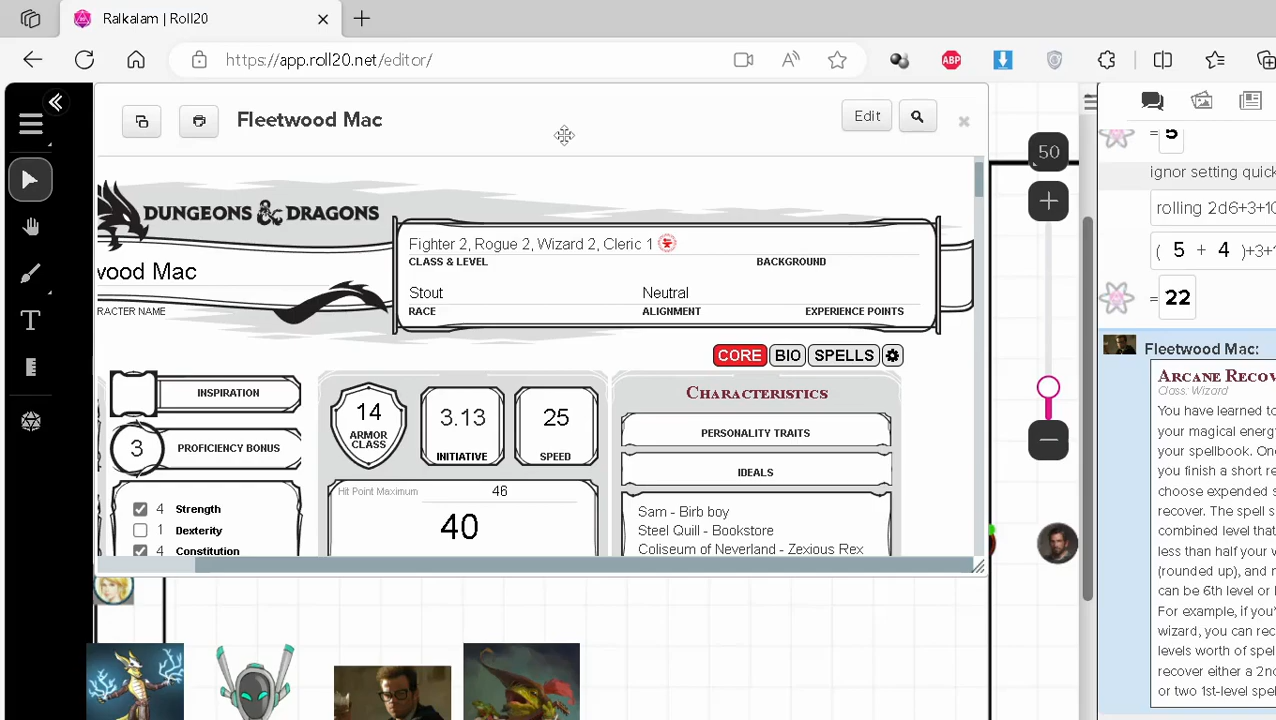 Ralkalam | Roll20
https://app.roll20.net/editor/
ABP
Fleetwood Mac
Edit
DUNGEONS & DRAGONS
wood Mac
RACTER NAME
Fighter 2, Rogue 2, Wizard 2, Cleric 1
CLASS & LEVEL
BACKGROUND
Stout
Neutral
RACE
ALIGNMENT
EXPERIENCE POINTS
CORE
BIO
SPELLS
INSPIRATION
3
PROFICIENCY BONUS
4 Strength
1 Dexterity
4 Constitution
14
ARMOR
CLASS
3.13
INITIATIVE
25
SPEED
Hit Point Maximum
46
40
Characteristics
PERSONALITY TRAITS
IDEALS
Sam - Birb boy
Steel Quill - Bookstore
Coliseum of Neverland - Zexious Rex
50
= 5
ignor setting quick
rolling 2d6+3+10
( 5 + 4 )+3+
= 22
Fleetwood Mac:
Arcane Recov
Class: Wizard
You have learned to
your magical energy
your spellbook. On
you finish a short re
choose expended s
recover. The spell s
combined level that
less than half your w
(rounded up), and n
can be 6th level or
For example, if you'
wizard, you can rec
levels worth of spel
recover either a 2n
or two 1st-level spel